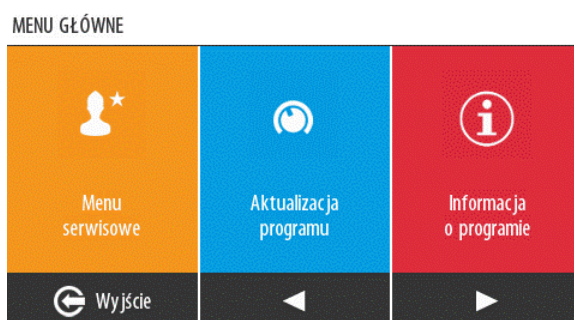 MENU GŁÓWNE
Menu
serwisowe
Aktualizacja
programu
Informacja
o programie
Wyjście